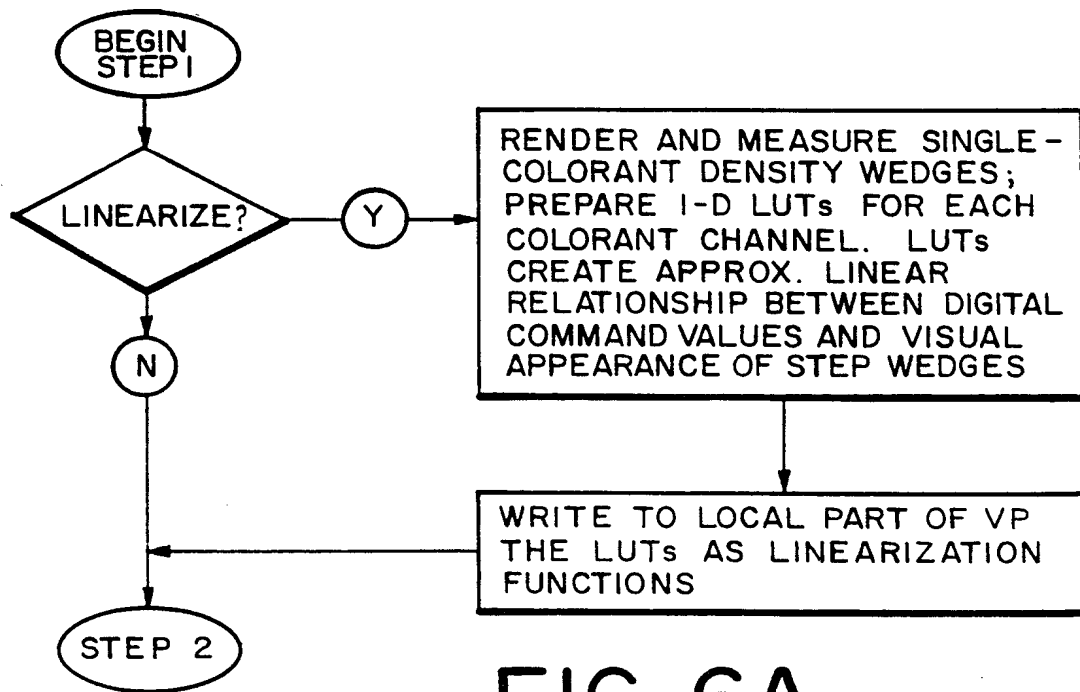 BEGIN
STEP 1
LINEARIZE?
Y
RENDER AND MEASURE SINGLE-
COLORANT DENSITY WEDGES;
PREPARE 1-D LUTs FOR EACH
COLORANT CHANNEL. LUTs
CREATE APPROX. LINEAR
RELATIONSHIP BETWEEN DIGITAL
COMMAND VALUES AND VISUAL
APPEARANCE OF STEP WEDGES
N
WRITE TO LOCAL PART OF VP
THE LUTs AS LINEARIZATION
FUNCTIONS
STEP 2
FIG. 6A